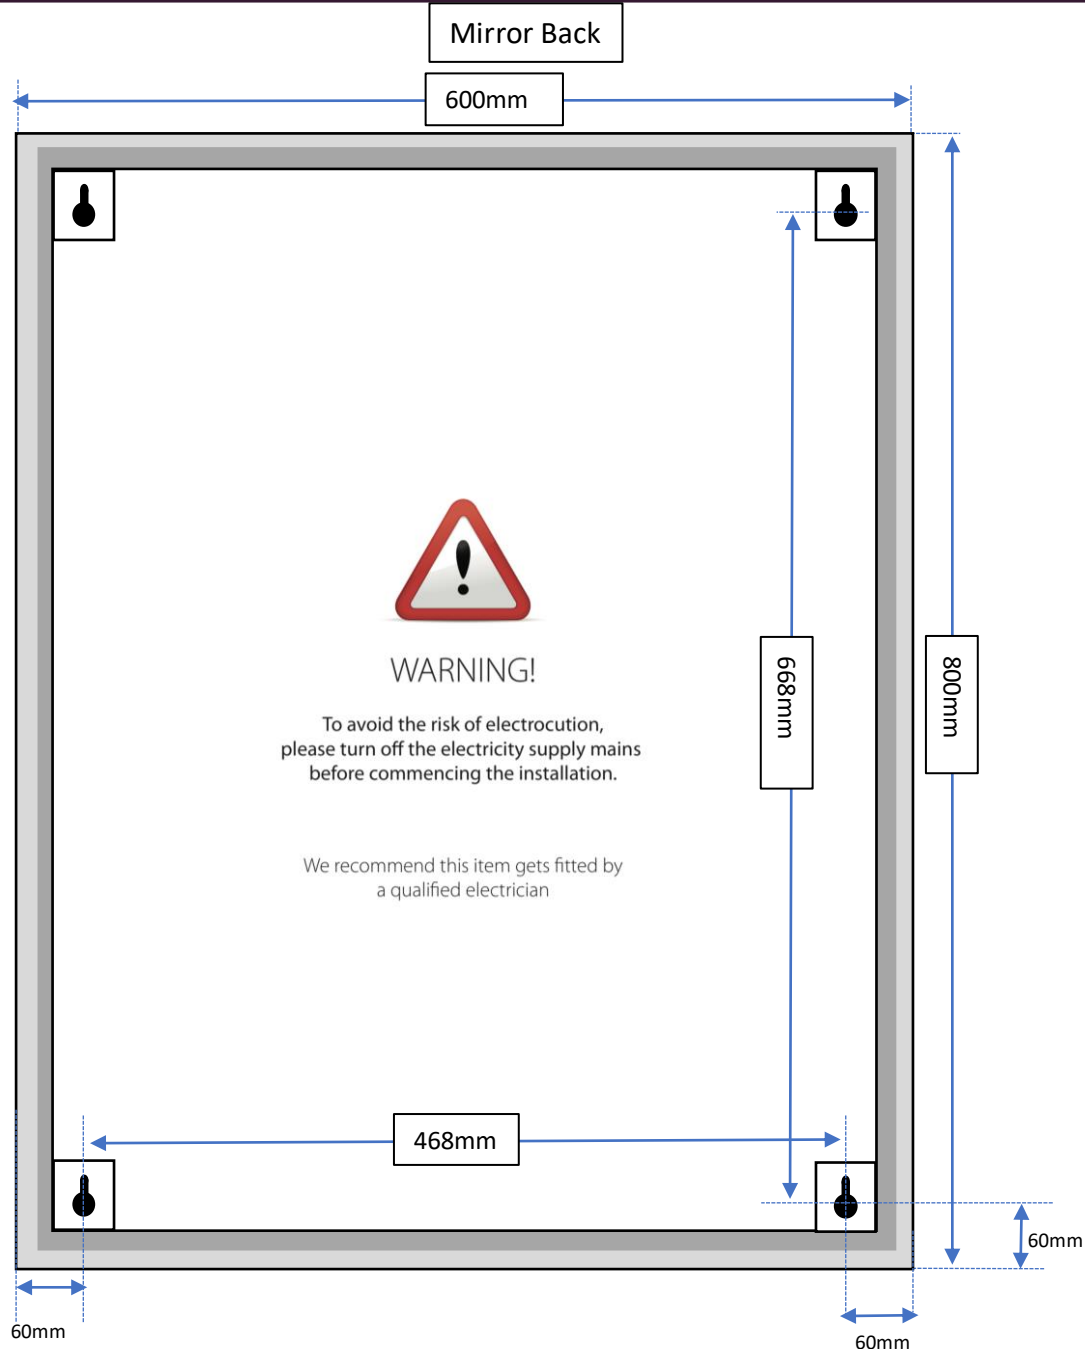 Mirror Back
600mm
668mm
800mm
WARNING!
To avoid the risk of electrocution,
please turn off the electricity supply mains
before commencing the installation.
We recommend this item gets fitted by
a qualified electrician
468mm
60mm
60mm
60mm